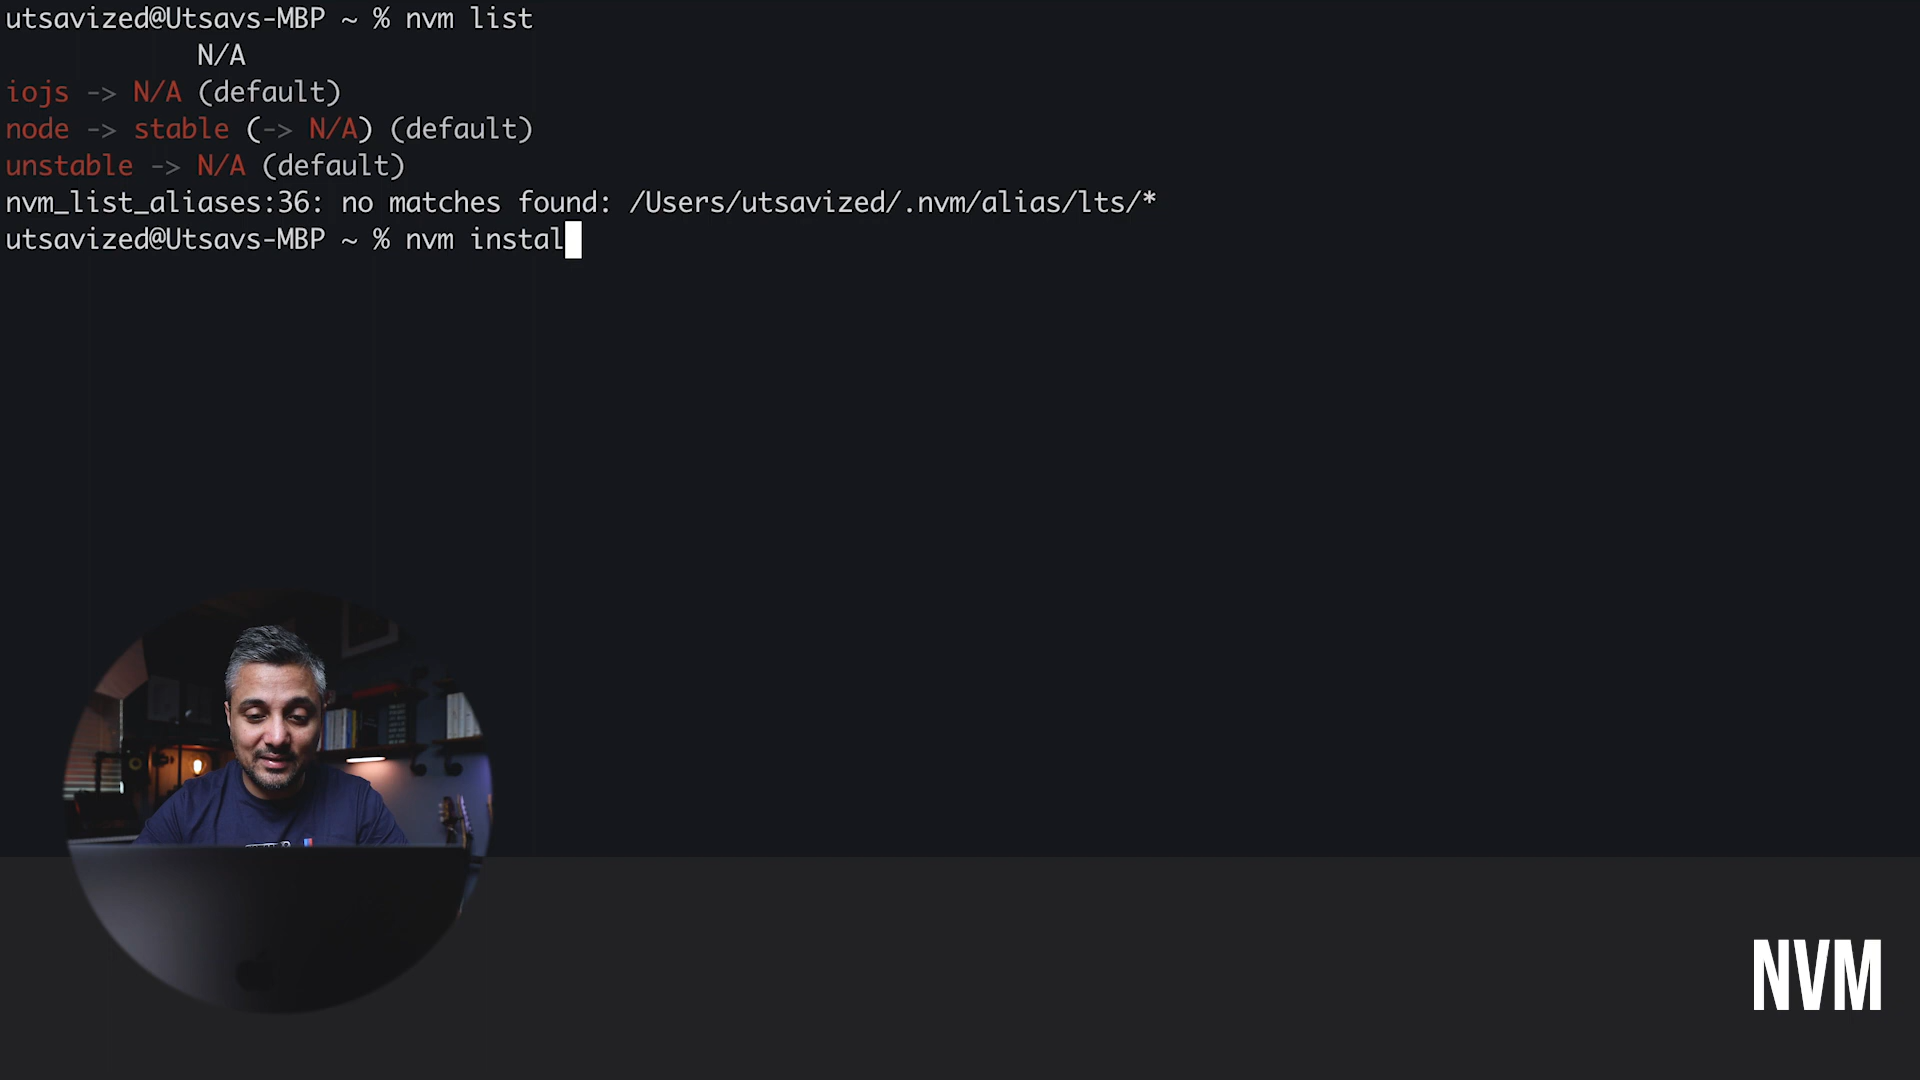 utsavized@Utsavs-MBP ~ % nvm list
N/A
iojs -> N/A (default)
node -> stable (-> N/A) (default)
unstable -> N/A (default)
nvm_list_aliases:36: no matches found: /Users/utsavized/.nvm/alias/lts/*
utsavized@Utsavs-MBP ~ % nvm instal
NVM